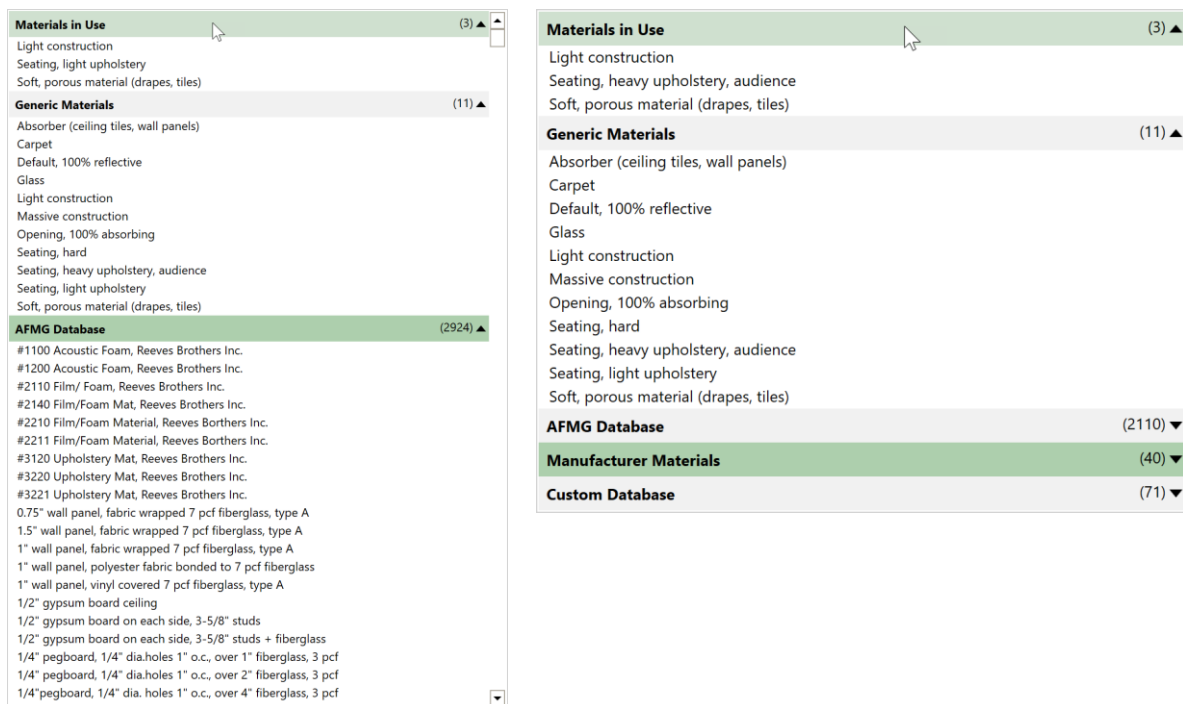 Materials in Use (3)
Light construction
Seating, light upholstery
Soft, porous material (drapes, tiles)
Generic Materials (11)
Absorber (ceiling tiles, wall panels)
Carpet
Default, 100% reflective
Glass
Light construction
Massive construction
Opening, 100% absorbing
Seating, hard
Seating, heavy upholstery, audience
Seating, light upholstery
Soft, porous material (drapes, tiles)
AFMG Database (2924)
#1100 Acoustic Foam, Reeves Brothers Inc.
#1200 Acoustic Foam, Reeves Brothers Inc.
#2110 Film/ Foam, Reeves Brothers Inc.
#2140 Film/Foam Mat, Reeves Brothers Inc.
#2210 Film/Foam Material, Reeves Borthers Inc.
#2211 Film/Foam Material, Reeves Borthers Inc.
#3120 Upholstery Mat, Reeves Brothers Inc.
#3220 Upholstery Mat, Reeves Brothers Inc.
#3221 Upholstery Mat, Reeves Brothers Inc.
0.75" wall panel, fabric wrapped 7 pcf fiberglass, type A
1.5" wall panel, fabric wrapped 7 pcf fiberglass, type A
1" wall panel, fabric wrapped 7 pcf fiberglass, type A
1" wall panel, polyester fabric bonded to 7 pcf fiberglass
1" wall panel, vinyl covered 7 pcf fiberglass, type A
1/2" gypsum board ceiling
1/2" gypsum board on each side, 3-5/8" studs
1/2" gypsum board on each side, 3-5/8" studs + fiberglass
1/4" pegboard, 1/4" dia.holes 1" o.c., over 1" fiberglass, 3 pcf
1/4" pegboard, 1/4" dia.holes 1" o.c., over 2" fiberglass, 3 pcf
1/4"pegboard, 1/4" dia. holes 1" o.c., over 4" fiberglass, 3 pcf
Materials in Use (3)
Light construction
Seating, heavy upholstery, audience
Soft, porous material (drapes, tiles)
Generic Materials (11)
Absorber (ceiling tiles, wall panels)
Carpet
Default, 100% reflective
Glass
Light construction
Massive construction
Opening, 100% absorbing
Seating, hard
Seating, heavy upholstery, audience
Seating, light upholstery
Soft, porous material (drapes, tiles)
AFMG Database (2110)
Manufacturer Materials (40)
Custom Database (71)